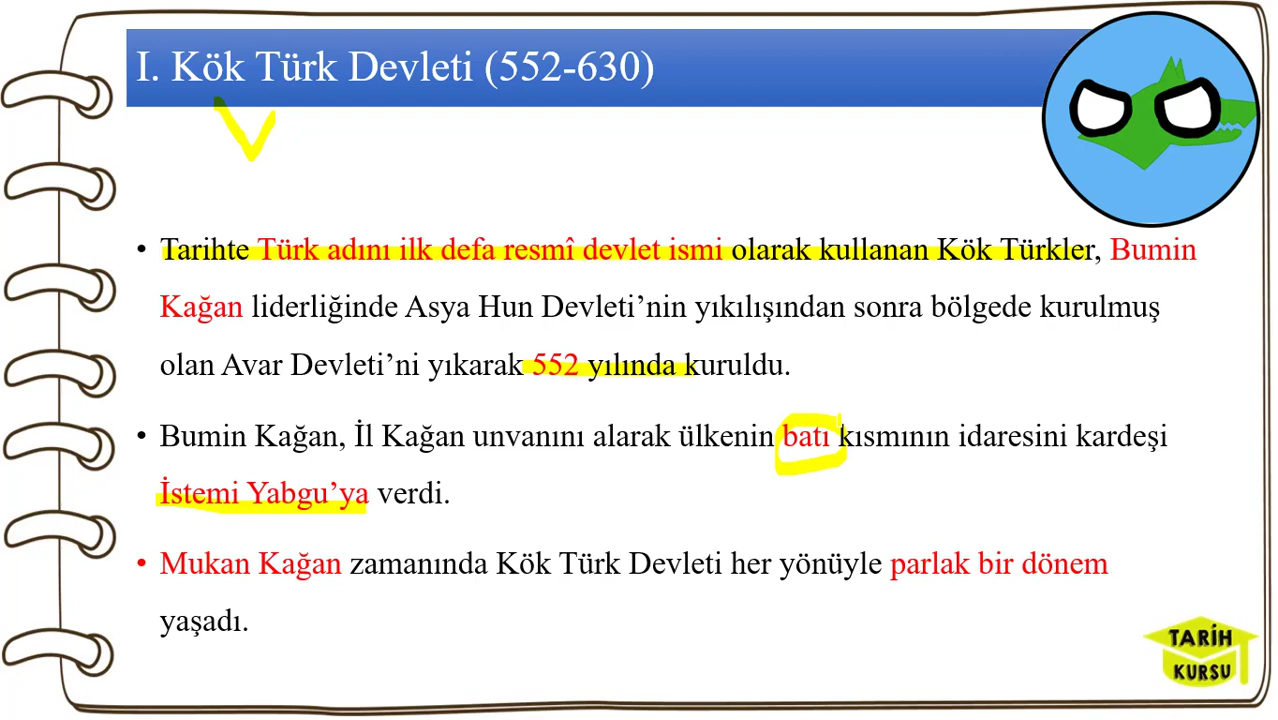 I. Kök Türk Devleti (552-630)
• Tarihte Türk adını ilk defa resmî devlet ismi olarak kullanan Kök Türkler, Bumin
Kağan liderliğinde Asya Hun Devleti’nin yıkılışından sonra bölgede kurulmuş
olan Avar Devleti’ni yıkarak 552 yılında kuruldu.
• Bumin Kağan, İl Kağan unvanını alarak ülkenin batı kısmının idaresini kardeşi
İstemi Yabgu’ya verdi.
• Mukan Kağan zamanında Kök Türk Devleti her yönüyle parlak bir dönem
yaşadı.
TARİH
KURSU